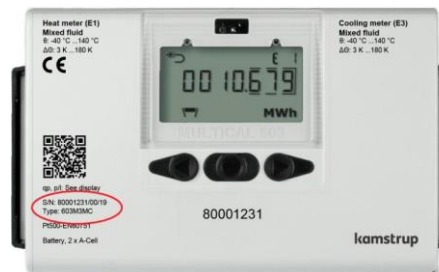 Heat meter (E1)
Mixed fluid
θ: -40 °C ...140 °C
ΔΘ: 3 K ...180 K
CE
Cooling meter (E3)
Mixed fluid
θ: -40 °C ...140 °C
ΔΘ: 3 K ...180 K
E 1
0010.679
MWh
MULTICAL 603
qp, p/l: See display
S/N: 80001231/00/19
Type: 603M3MC
Pt500-EN60751
Battery, 2 x A-Cell
80001231
kamstrup